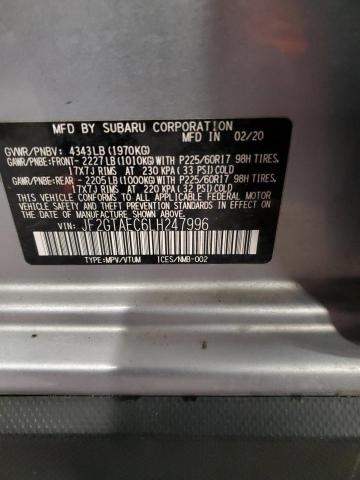 MFD BY SUBARU CORPORATION
MFD IN 02/20
GVWR/PNBV: 4343LB (1970KG)
GAWR/PNBE:FRONT- 2227LB(1010KG)WITH P225/60R17 98H TIRES.
17X7J RIMS AT 230 KPA(33 PSI)COLD
GAWR/PNBE:REAR - 2205LB(1000KG)WITH P225/60R17 98H TIRES.
17X7J RIMS AT 220 KPA(32 PSI)COLD
THIS VEHICLE CONFORMS TO ALL APPLICABLE FEDERAL MOTOR
VEHICLE SAFETY, BUMPER, AND THEFT PREVENTION STANDARDS
IN EFFECT ON THE DATE OF MANUFACTURE SHOWN ABOVE.
VIN: JF2GTAEC6LH247996
TYPE:MPV/VTUM ICES/NMB-002